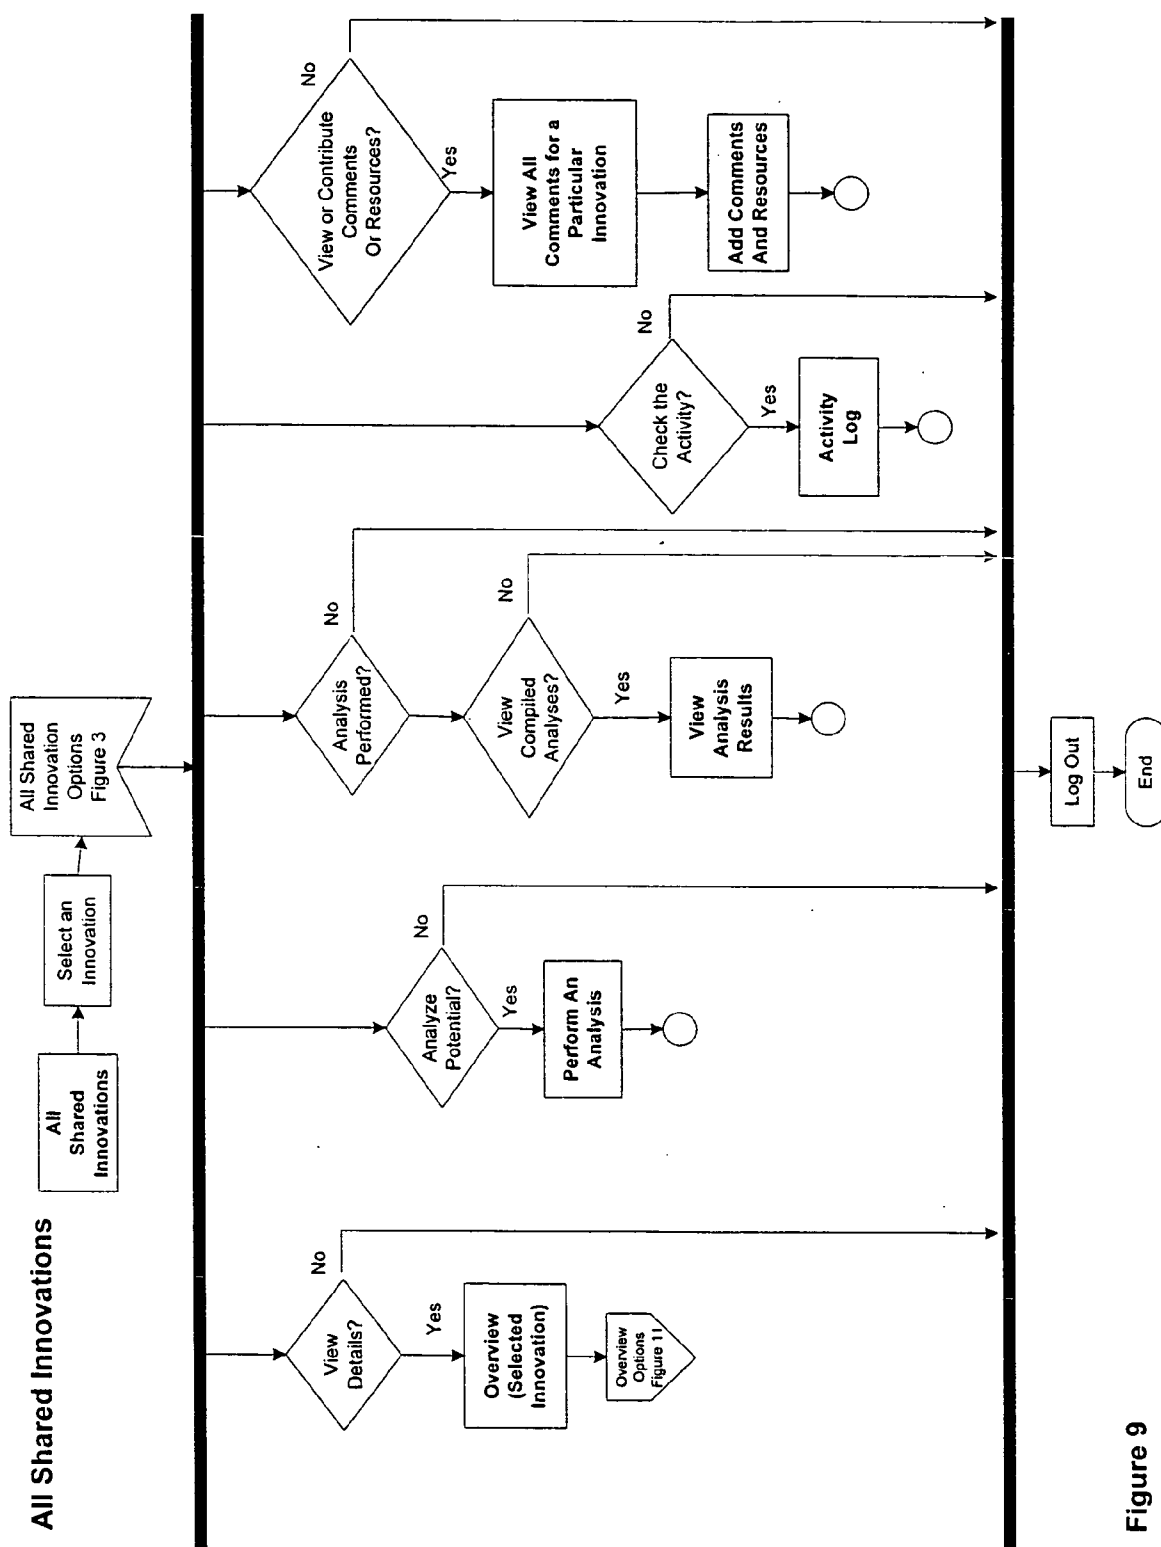 All Shared Innovations
All
Shared
Innovations
Select an
Innovation
All Shared
Innovation
Options
Figure 3
View
Details?
No
Yes
Overview
(Selected
Innovation)
Overview
Options
Figure 11
Analyze
Potential?
No
Yes
Perform An
Analysis
Analysis
Performed?
No
View
Compiled
Analyses?
No
Yes
View
Analysis
Results
Check the
Activity?
No
Yes
Activity
Log
View or Contribute
Comments
Or Resources?
No
Yes
View All
Comments for a
Particular
Innovation
Add Comments
And Resources
Log Out
End
Figure 9